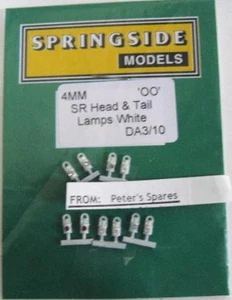 SPRINGSIDE
MODELS
4MM 'OO'
SR Head & Tail
Lamps White
DA3/10
FROM: Peter's Spares